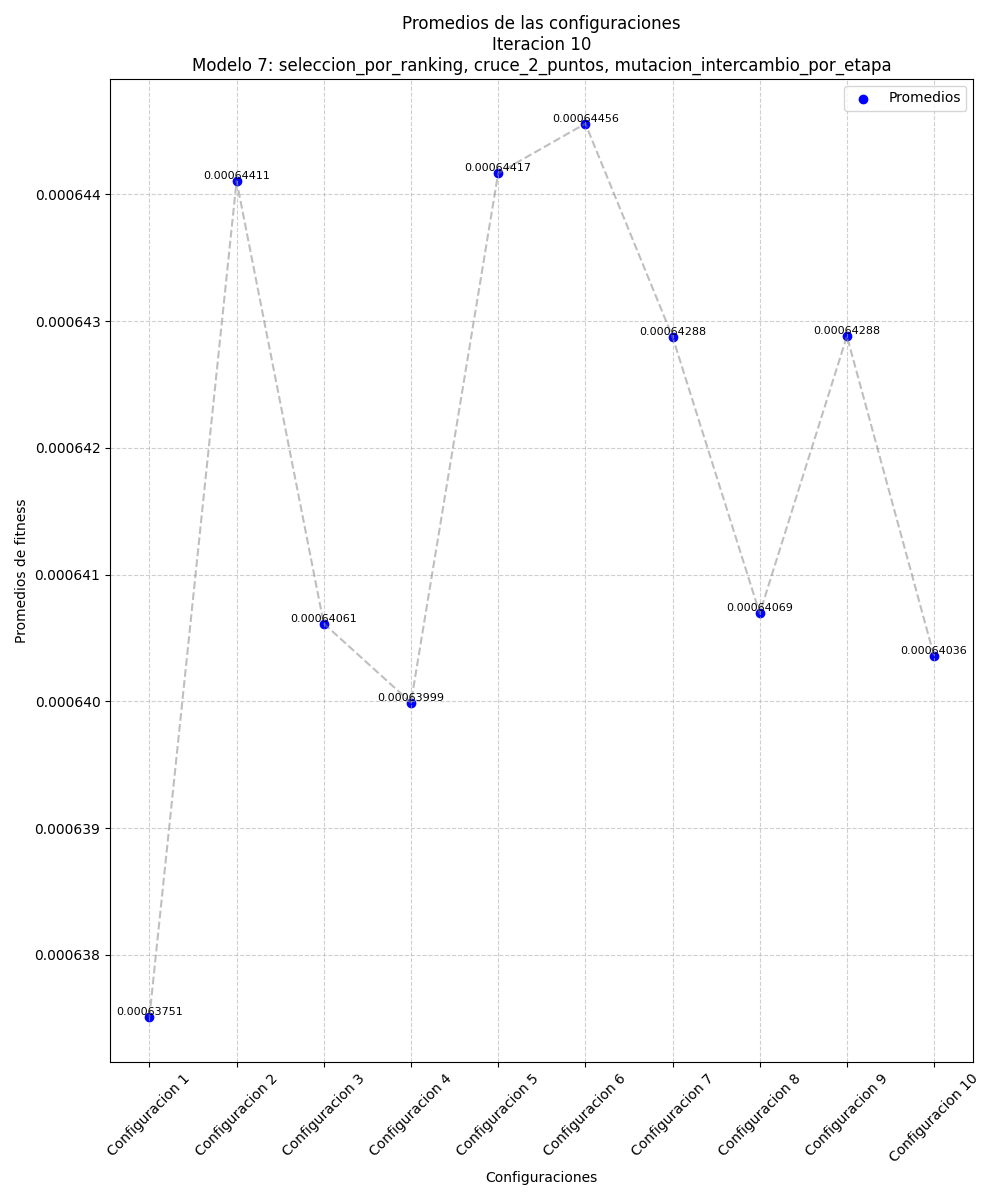 Promedios de las configuraciones
Iteracion 10
Modelo 7: seleccion_por_ranking, cruce_2_puntos, mutacion_intercambio_por_etapa
Promedios
0.00064456
0.00064417
0.00064411
0.000644
0.000643
0.00064288
0.00064288
0.000642
Promedios de fitness
0.000641
0.00064069
0.00064061
0.00064036
0.00063999
0.000640
0.000639
0.000638
0.00063751
Configuracion 1
Configuracion 2
Configuracion 3
Configuracion 4
Configuracion 5
Configuracion 6
Configuracion 7
Configuracion 8
Configuracion 9
Configuracion 10
Configuraciones